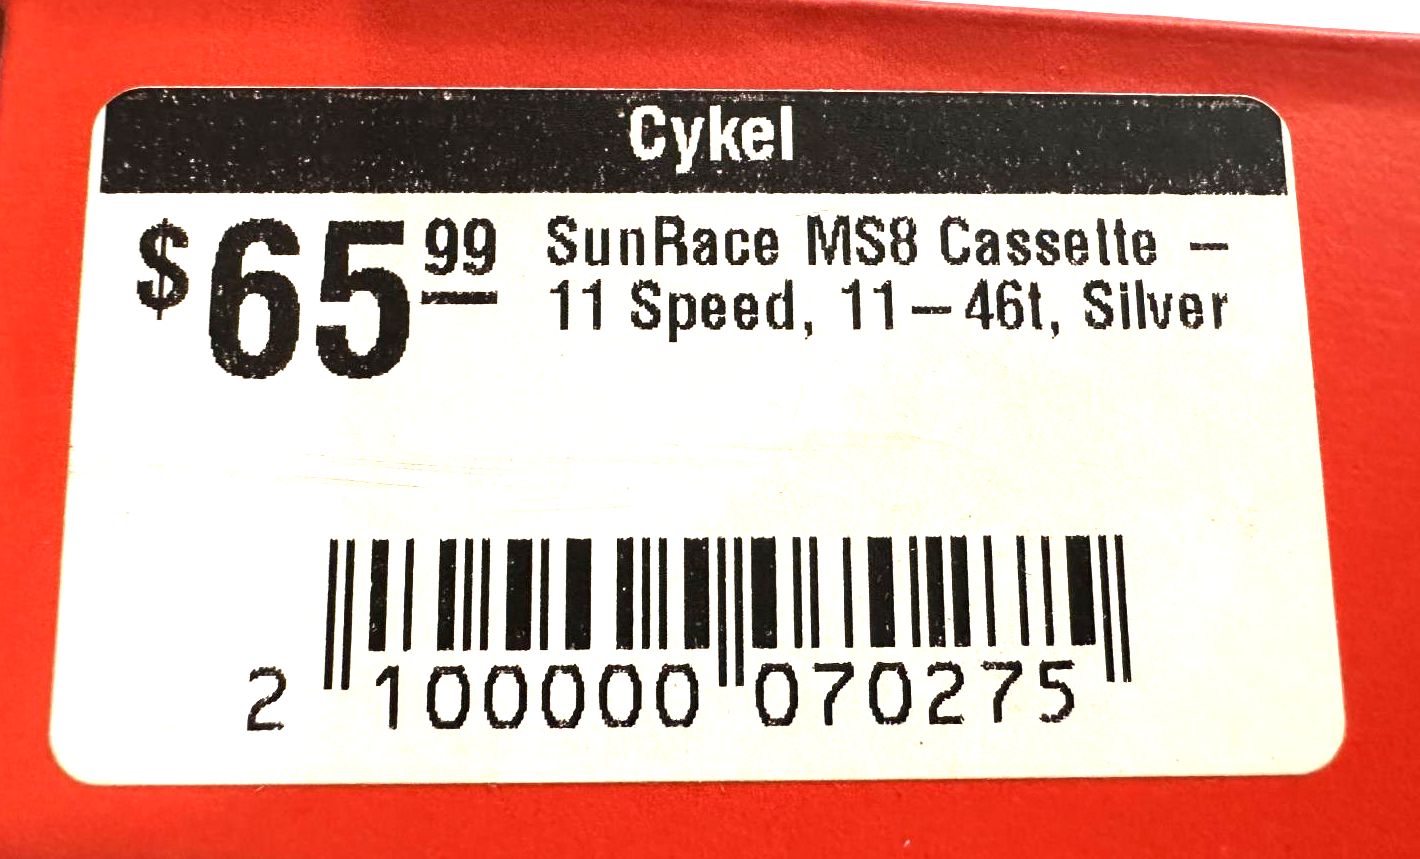 Cykel
$65.99
SunRace MS8 Cassette –
11 Speed, 11–46t, Silver
2 100000 070275